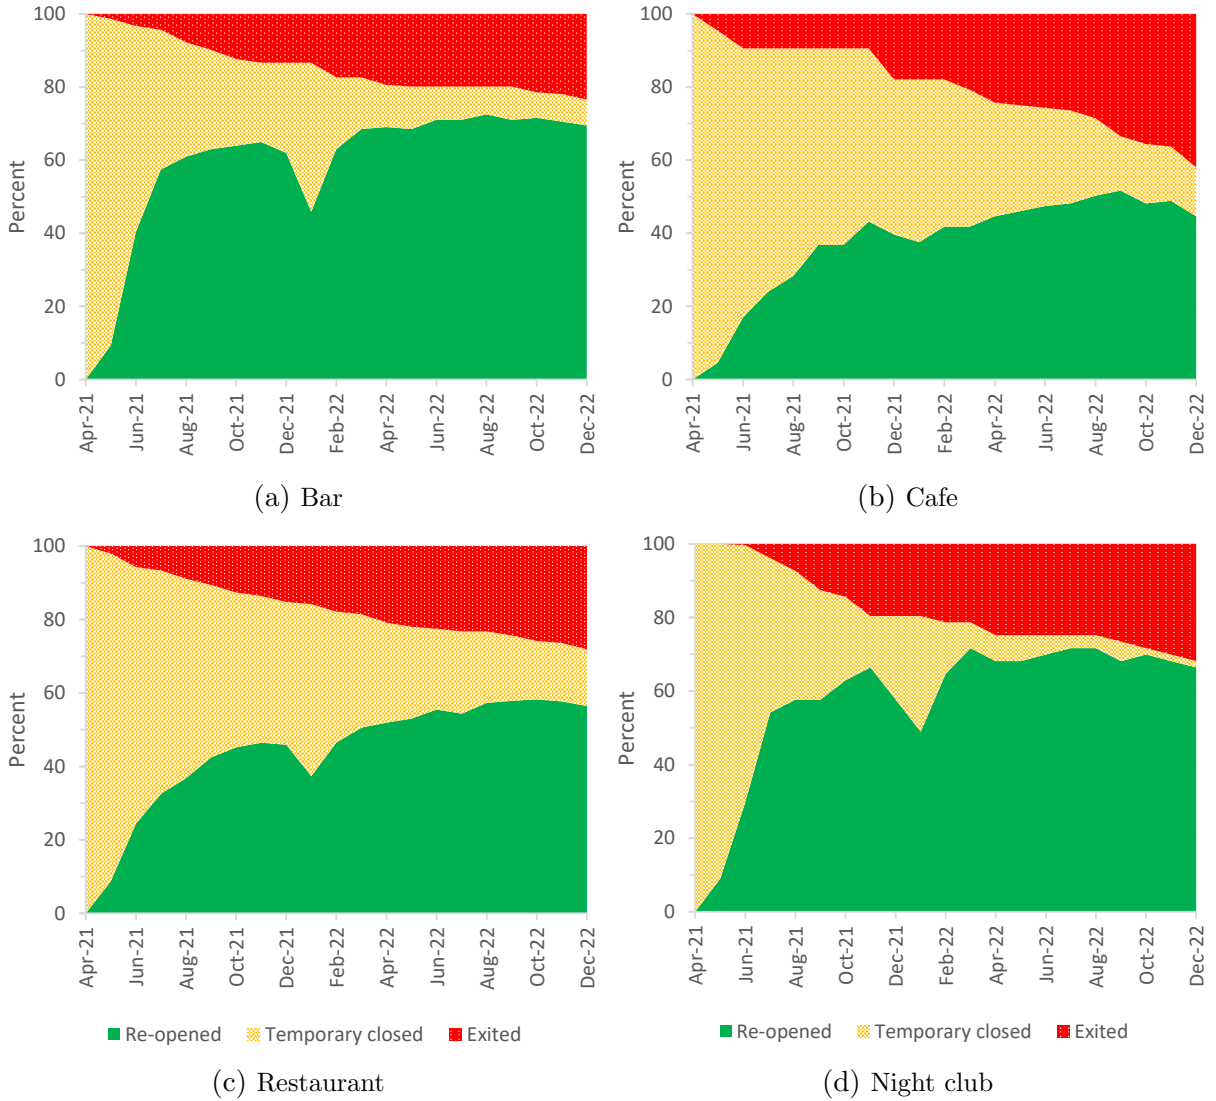 100
80
60
40
20
0
Percent
Apr-21
Jun-21
Aug-21
Oct-21
Dec-21
Feb-22
Apr-22
Jun-22
Aug-22
Oct-22
Dec-22
(a) Bar
100
80
60
40
20
0
Percent
Apr-21
Jun-21
Aug-21
Oct-21
Dec-21
Feb-22
Apr-22
Jun-22
Aug-22
Oct-22
Dec-22
(b) Cafe
100
80
60
40
20
0
Percent
Apr-21
Jun-21
Aug-21
Oct-21
Dec-21
Feb-22
Apr-22
Jun-22
Aug-22
Oct-22
Dec-22
Re-opened Temporary closed Exited
(c) Restaurant
100
80
60
40
20
0
Percent
Apr-21
Jun-21
Aug-21
Oct-21
Dec-21
Feb-22
Apr-22
Jun-22
Aug-22
Oct-22
Dec-22
Re-opened Temporary closed Exited
(d) Night club